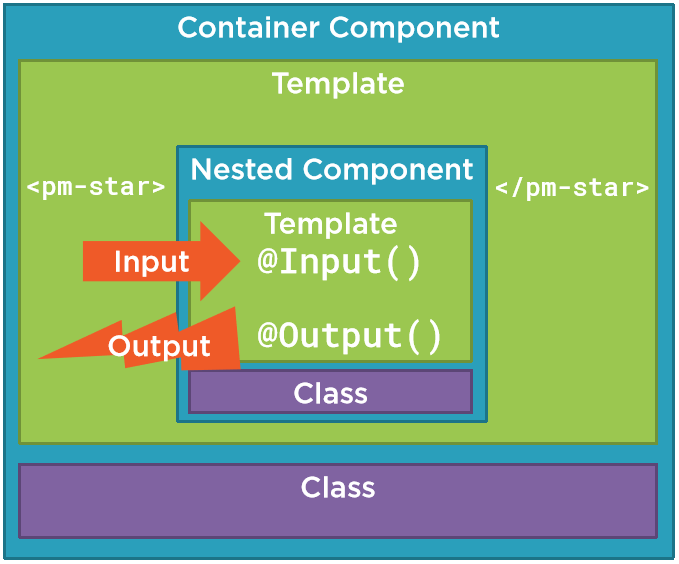 Container Component
Template
<pm-star>
Nested Component
</pm-star>
Template
Input
@Input()
Output
@Output()
Class
Class